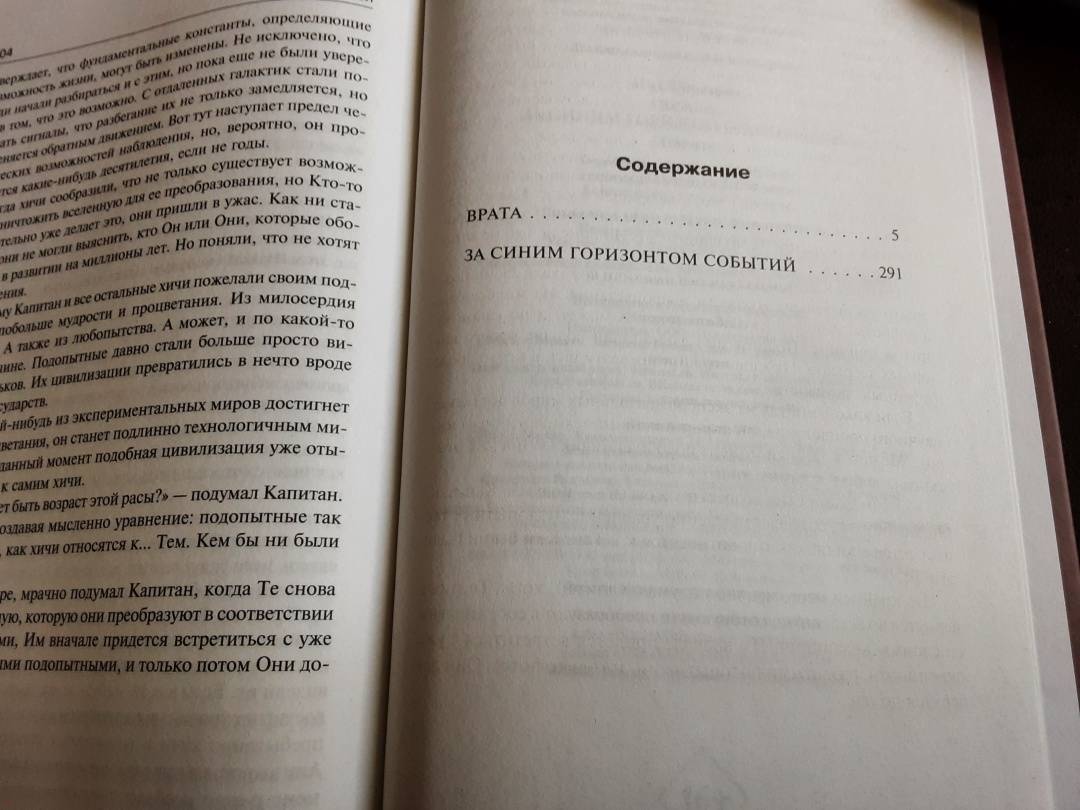 04
верждает, что фундаментальные константы, определяющие
зможность жизни, могут быть изменены. Не исключено, что
ди начали разбираться и с этим, но пока еще не были увере-
в том, что это возможно. С отдаленных галактик стали по-
ать сигналы, что разбегание их не только замедляется, но
еняется обратным движением. Вот тут наступает предел че-
еских возможностей наблюдения, но, вероятно, он про-
тся какие-нибудь десятилетия, если не годы.
гда хичи сообразили, что не только существует возмож-
ничтожить вселенную для ее преобразования, но Кто-то
тельно уже делает это, они пришли в ужас. Как ни ста-
они не могли выяснить, кто Он или Они, которые обо-
в развитии на миллионы лет. Но поняли, что не хотят
ения.
му Капитан и все остальные хичи пожелали своим под-
побольше мудрости и процветания. Из милосердия
А также из любопытства. А может, и по какой-то
ине. Подопытные давно стали больше просто ви-
ьков. Их цивилизации превратились в нечто вроде
сударств.
й-нибудь из экспериментальных миров достигнет
цветания, он станет подлинно технологичным ми-
данный момент подобная цивилизация уже оты-
к самим хичи.
ет быть возраст этой расы?» — подумал Капитан.
оздавая мысленно уравнение: подопытные так
, как хичи относятся к... Тем. Кем бы ни были
ре, мрачно подумал Капитан, когда Те снова
ную, которую они преобразуют в соответствии
ми, Им вначале придется встретиться с уже
ыми подопытными, и только потом Они до-
Содержание
ВРАТА . . . . . . . . . . . . . . . . . . . . . . . . . . . . . . . . 5
ЗА СИНИМ ГОРИЗОНТОМ СОБЫТИЙ . . . . . . 291